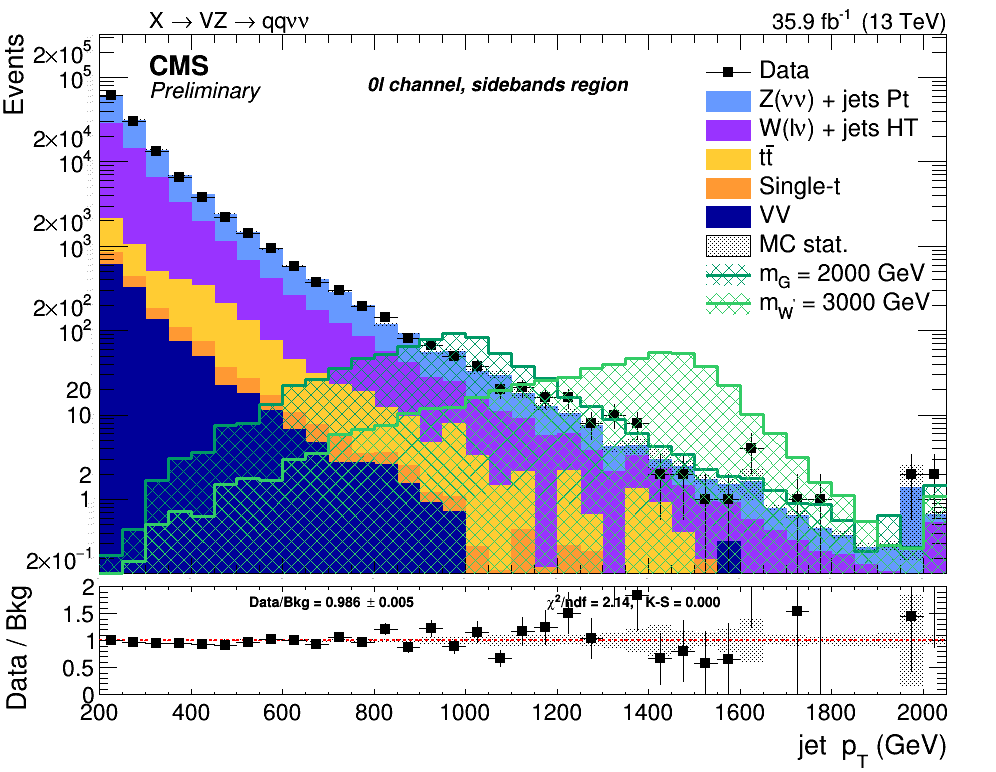 X → VZ → qqνν
35.9 fb⁻¹ (13 TeV)
CMS
Preliminary
0l channel, sidebands region
Data
Z(νν) + jets Pt
W(lν) + jets HT
tt̄
Single-t
VV
MC stat.
m_G = 2000 GeV
m_W' = 3000 GeV
Events
2×10⁵
10⁵
2×10⁴
10⁴
2×10³
10³
2×10²
10²
20
10
2
1
2×10⁻¹
Data / Bkg
2
1.5
1
0.5
0
Data/Bkg = 0.986 ± 0.005
χ²/ndf = 2.14, K-S = 0.000
200 400 600 800 1000 1200 1400 1600 1800 2000
jet p_T (GeV)